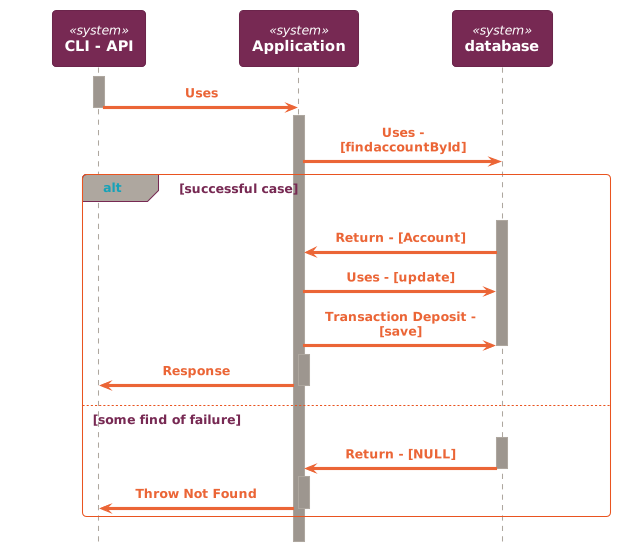 «system»
CLI - API
«system»
Application
«system»
database
Uses
Uses -
[findaccountById]
alt
[successful case]
Return - [Account]
Uses - [update]
Transaction Deposit -
[save]
Response
[some find of failure]
Return - [NULL]
Throw Not Found